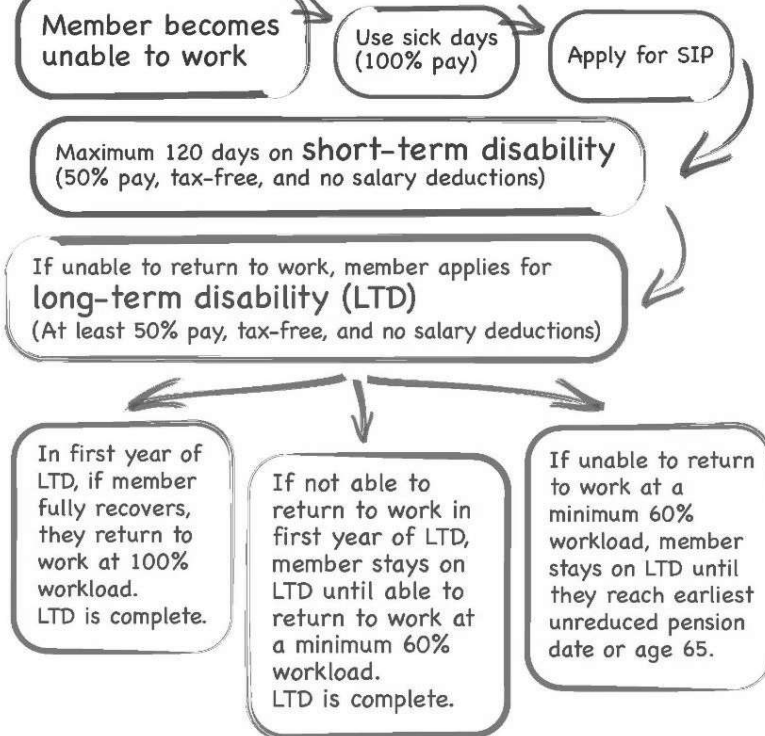 Member becomes
unable to work
Use sick days
(100% pay)
Apply for SIP
Maximum 120 days on short-term disability
(50% pay, tax-free, and no salary deductions)
If unable to return to work, member applies for
long-term disability (LTD)
(At least 50% pay, tax-free, and no salary deductions)
In first year of
LTD, if member
fully recovers,
they return to
work at 100%
workload.
LTD is complete.
If not able to
return to work in
first year of LTD,
member stays on
LTD until able to
return to work at
a minimum 60%
workload.
LTD is complete.
If unable to return
to work at a
minimum 60%
workload, member
stays on LTD until
they reach earliest
unreduced pension
date or age 65.